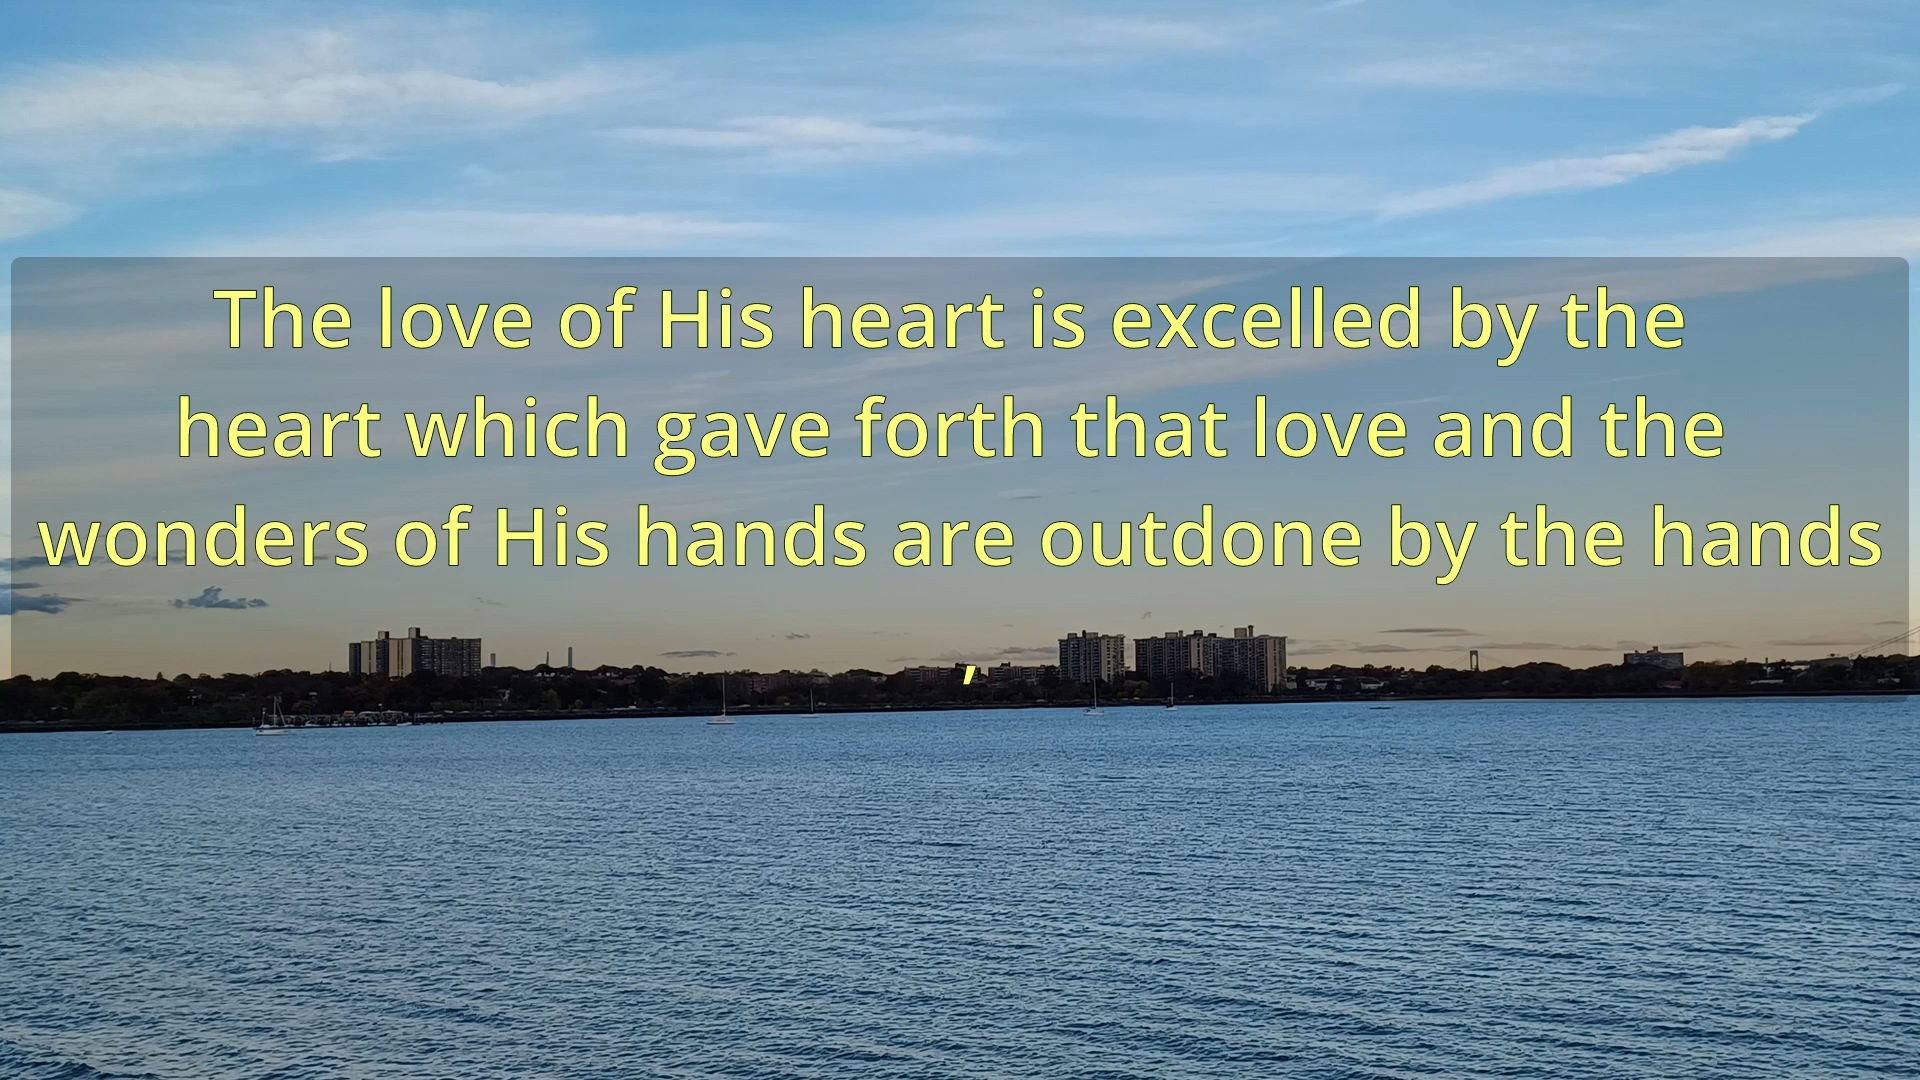 The love of His heart is excelled by the
heart which gave forth that love and the
wonders of His hands are outdone by the hands
,